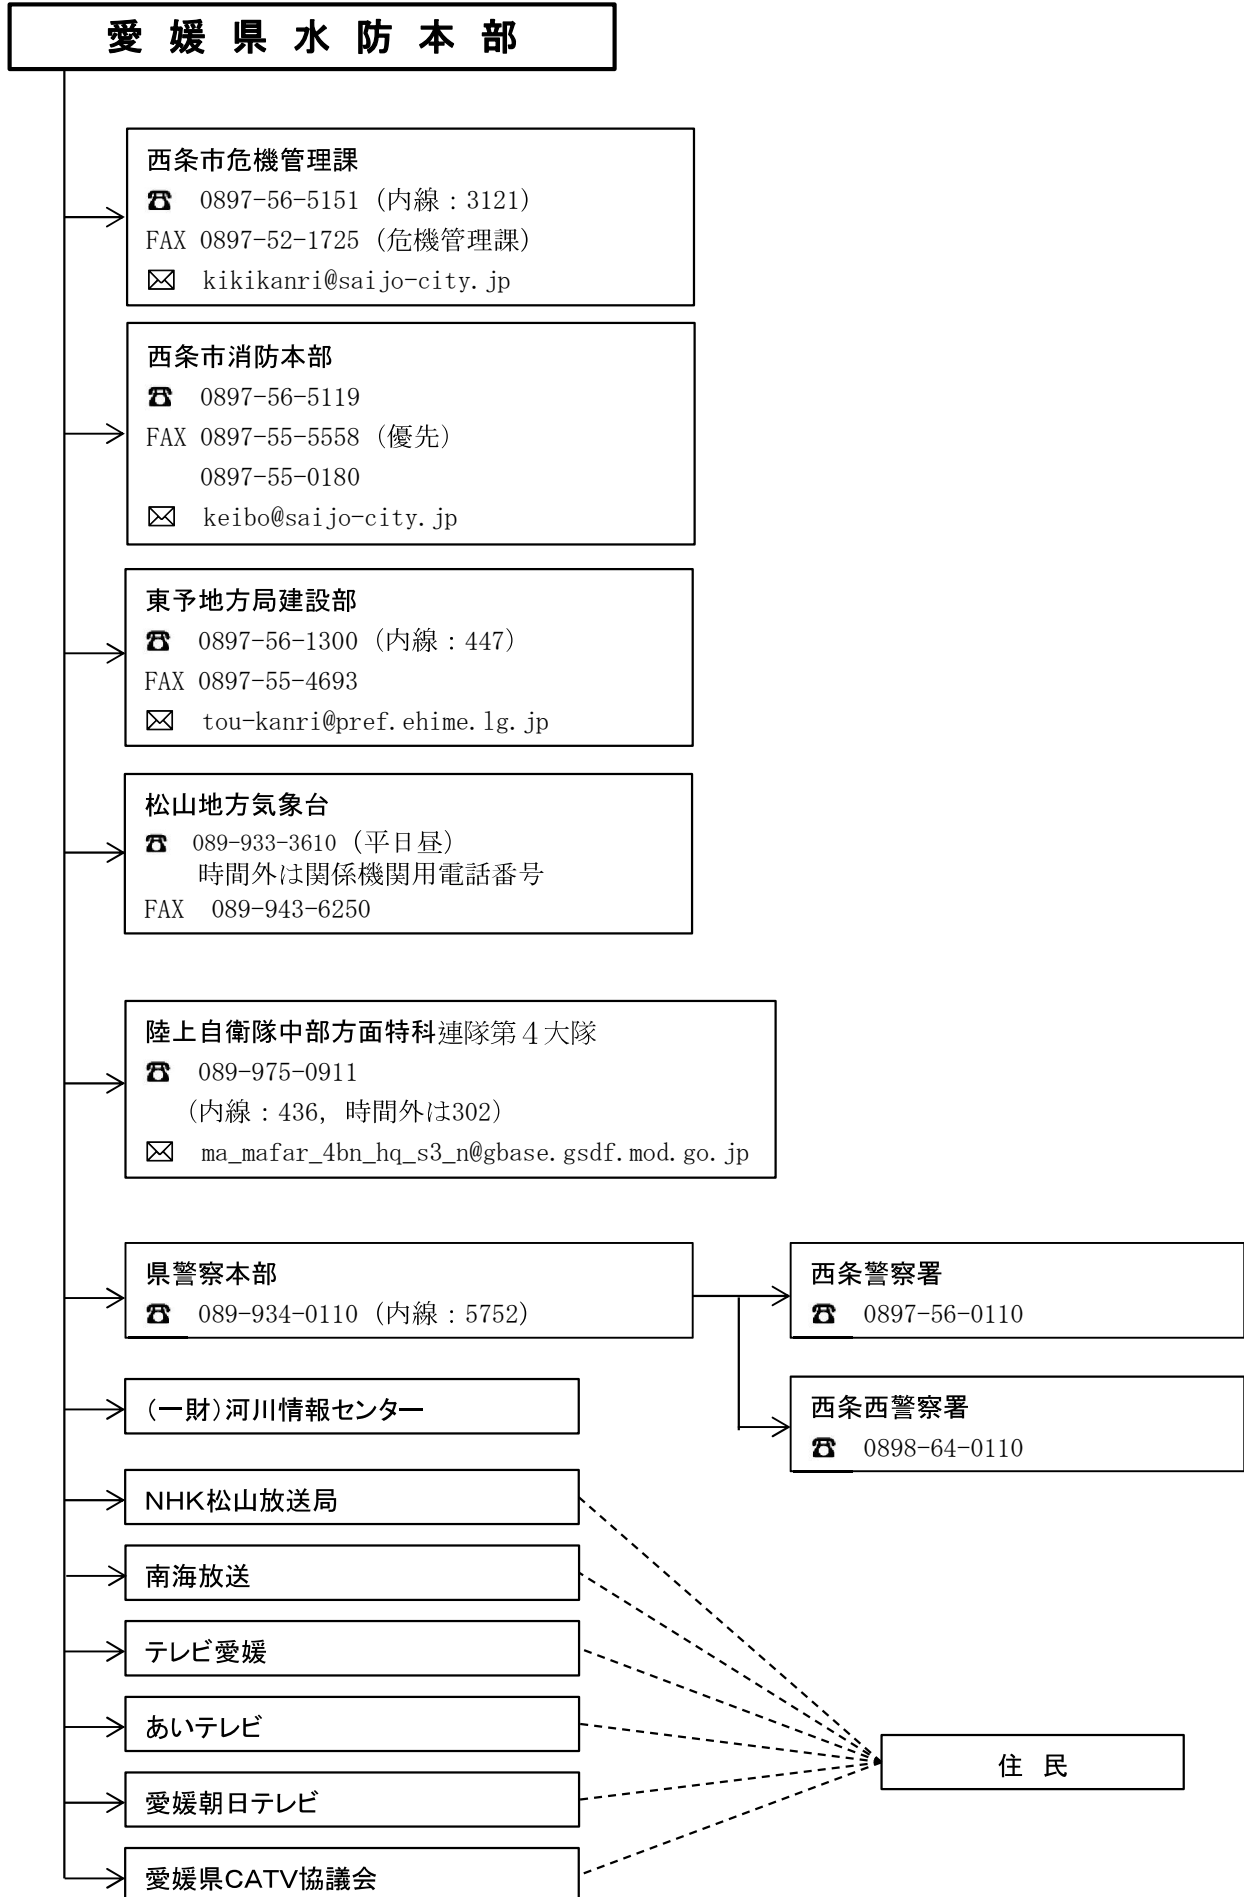 愛媛県水防本部
西条市危機管理課
☎ 0897-56-5151（内線：3121）
FAX 0897-52-1725（危機管理課）
✉ kikikanri@saijo-city.jp
西条市消防本部
☎ 0897-56-5119
FAX 0897-55-5558（優先）
0897-55-0180
✉ keibo@saijo-city.jp
東予地方局建設部
☎ 0897-56-1300（内線：447）
FAX 0897-55-4693
✉ tou-kanri@pref.ehime.lg.jp
松山地方気象台
☎ 089-933-3610（平日昼）
時間外は関係機関用電話番号
FAX 089-943-6250
陸上自衛隊中部方面特科連隊第４大隊
☎ 089-975-0911
（内線：436，時間外は302）
✉ ma_mafar_4bn_hq_s3_n@gbase.gsdf.mod.go.jp
県警察本部
☎ 089-934-0110（内線：5752）
西条警察署
☎ 0897-56-0110
西条西警察署
☎ 0898-64-0110
（一財）河川情報センター
NHK松山放送局
南海放送
テレビ愛媛
あいテレビ
愛媛朝日テレビ
愛媛県CATV協議会
住 民